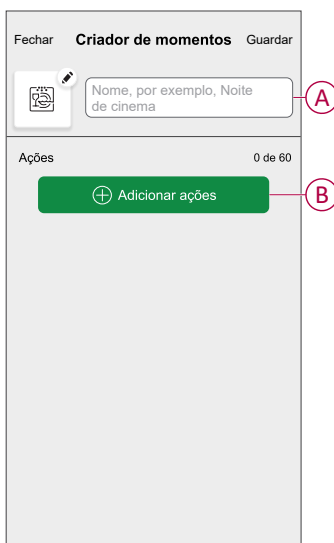 Fechar Criador de momentos Guardar
Nome, por exemplo, Noite
de cinema
A
Ações 0 de 60
Adicionar ações
B